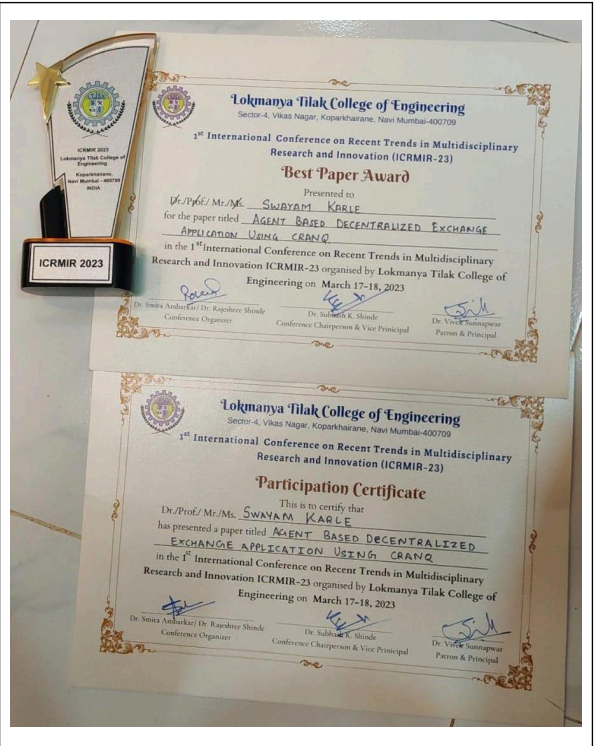 ICRMIR 2023
Lokmanya Tilak College of
Engineering
Koparkhairane,
Navi Mumbai - 400709
INDIA
ICRMIR 2023
Lokmanya Tilak College of Engineering
Sector-4, Vikas Nagar, Koparkhairane, Navi Mumbai-400709
1st International Conference on Recent Trends in Multidisciplinary
Research and Innovation (ICRMIR-23)
Best Paper Award
Presented to
Dr./Prof./ Mr./Ms. SWAYAM KARLE
for the paper titled AGENT BASED DECENTRALIZED EXCHANGE
APPLICATION USING CRANQ
in the 1st International Conference on Recent Trends in Multidisciplinary
Research and Innovation ICRMIR-23 organised by Lokmanya Tilak College of
Engineering on March 17-18, 2023
Dr. Smita Ambarkar/ Dr. Rajeshree Shinde
Conference Organizer
Dr. Subhash K. Shinde
Conference Chairperson & Vice Prinicipal
Dr. Vivek Sunnapwar
Patron & Principal
Lokmanya Tilak College of Engineering
Sector-4, Vikas Nagar, Koparkhairane, Navi Mumbai-400709
1st International Conference on Recent Trends in Multidisciplinary
Research and Innovation (ICRMIR-23)
Participation Certificate
This is to certify that
Dr./Prof./ Mr./Ms. SWAYAM KARLE
has presented a paper titled AGENT BASED DECENTRALIZED
EXCHANGE APPLICATION USING CRANQ
in the 1st International Conference on Recent Trends in Multidisciplinary
Research and Innovation ICRMIR-23 organised by Lokmanya Tilak College of
Engineering on March 17-18, 2023
Dr. Smita Ambarkar/ Dr. Rajeshree Shinde
Conference Organizer
Dr. Subhash K. Shinde
Conference Chairperson & Vice Prinicipal
Dr. Vivek Sunnapwar
Patron & Principal